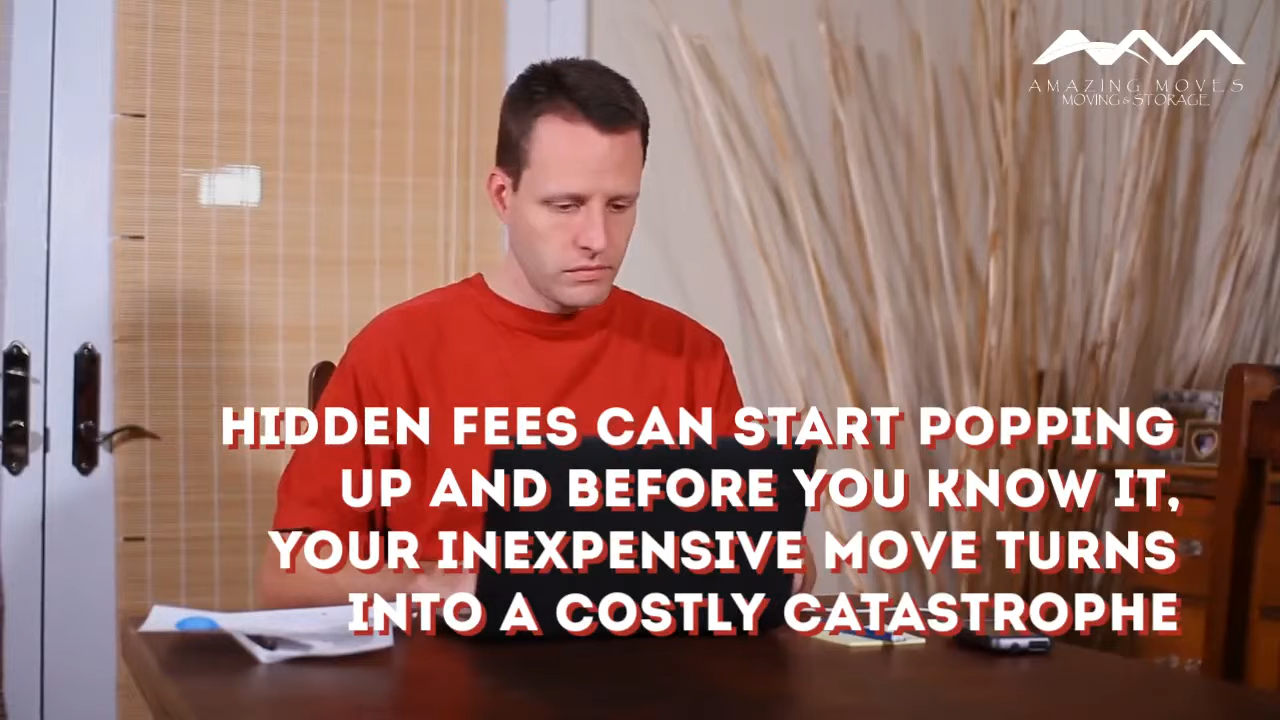 AMAZING MOVES
MOVING & STORAGE
HIDDEN FEES CAN START POPPING
UP AND BEFORE YOU KNOW IT,
YOUR INEXPENSIVE MOVE TURNS
INTO A COSTLY CATASTROPHE